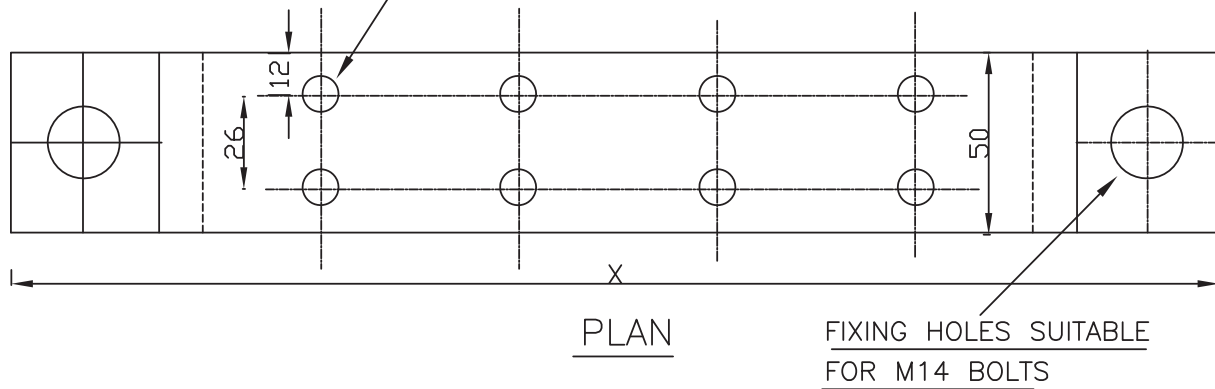 12
26
50
X
PLAN
FIXING HOLES SUITABLE
FOR M14 BOLTS